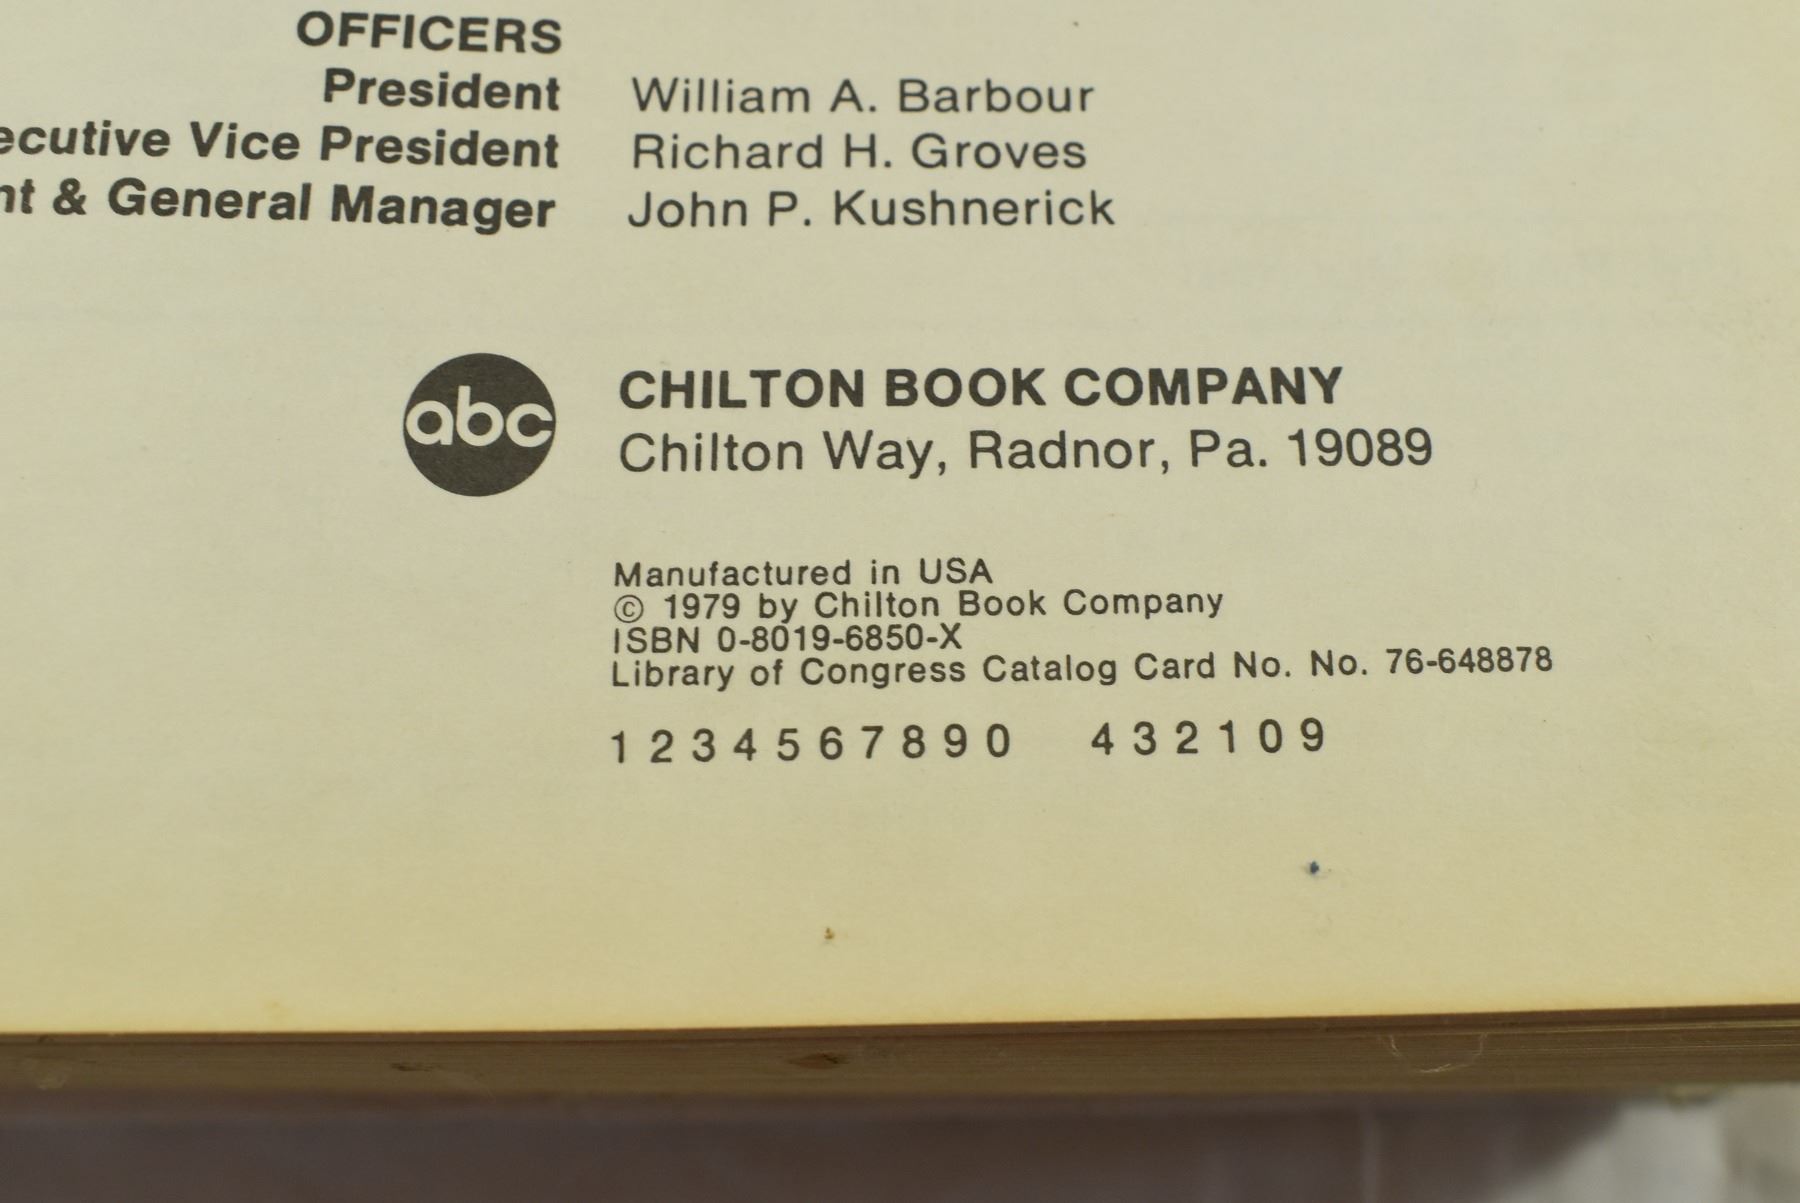 OFFICERS
President William A. Barbour
ecutive Vice President Richard H. Groves
nt & General Manager John P. Kushnerick
abc
CHILTON BOOK COMPANY
Chilton Way, Radnor, Pa. 19089
Manufactured in USA
© 1979 by Chilton Book Company
ISBN 0-8019-6850-X
Library of Congress Catalog Card No. No. 76-648878
1 2 3 4 5 6 7 8 9 0 4 3 2 1 0 9